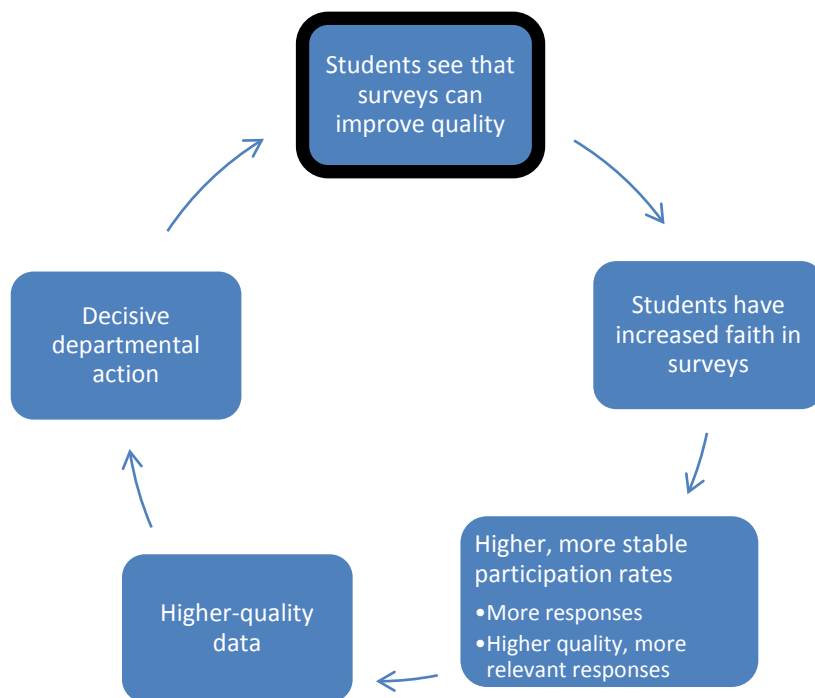 Students see that
surveys can
improve quality
Students have
increased faith in
surveys
Higher, more stable
participation rates
•More responses
•Higher quality, more
relevant responses
Higher-quality
data
Decisive
departmental
action